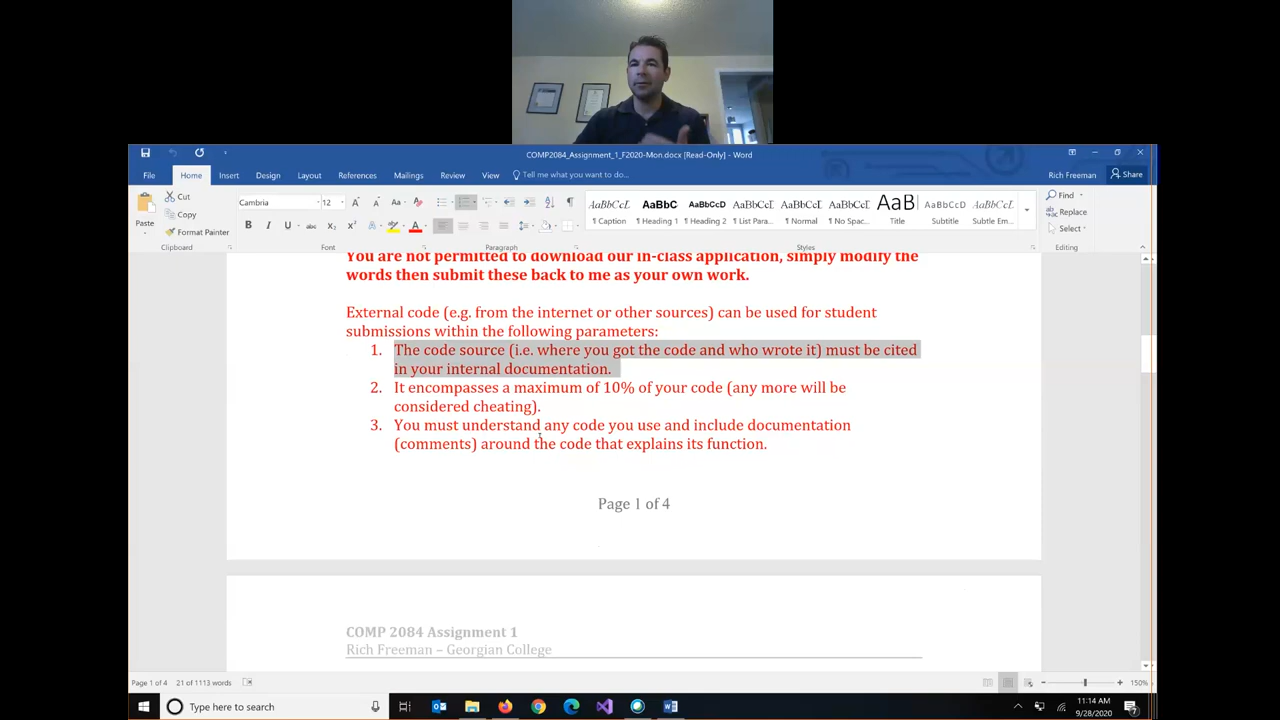 COMP2084_Assignment_1_F2020-Mon.docx [Read-Only] - Word
File Home Insert Design Layout References Mailings Review View Tell me what you want to do... Rich Freeman Share
Paste Cut Copy Format Painter
Clipboard
Cambria 12
Font
Paragraph
AaBbCcL AaBbC AaBbCcD AaBbCcL AaBbCcL AaBbCcL AaB AaBbCcD AaBbCcL
¶ Caption ¶ Heading 1 ¶ Heading 2 ¶ List Para... ¶ Normal ¶ No Spac... Title Subtitle Subtle Em...
Styles
Find
Replace
Select
Editing
You are not permitted to download our in-class application, simply modify the
words then submit these back to me as your own work.
External code (e.g. from the internet or other sources) can be used for student
submissions within the following parameters:
1. The code source (i.e. where you got the code and who wrote it) must be cited
in your internal documentation.
2. It encompasses a maximum of 10% of your code (any more will be
considered cheating).
3. You must understand any code you use and include documentation
(comments) around the code that explains its function.
Page 1 of 4
COMP 2084 Assignment 1
Rich Freeman – Georgian College
Page 1 of 4 21 of 1113 words 150%
Type here to search
11:14 AM
9/28/2020